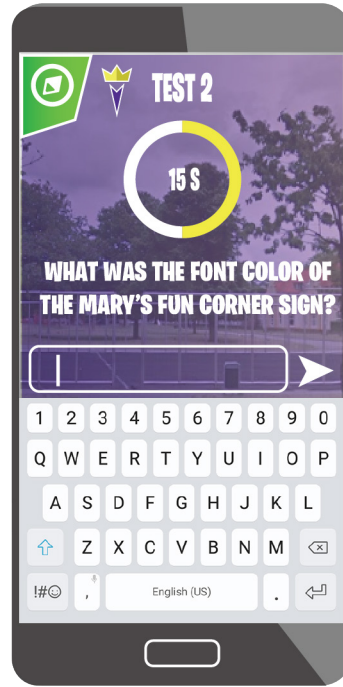 TEST 2
15 S
WHAT WAS THE FONT COLOR OF
THE MARY'S FUN CORNER SIGN?
1 2 3 4 5 6 7 8 9 0
Q W E R T Y U I O P
A S D F G H J K L
Z X C V B N M
!#☺ , English (US) .